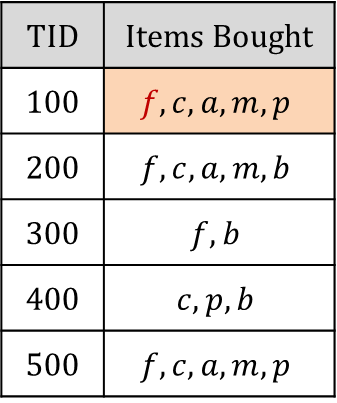 TID Items Bought
100 f, c, a, m, p
200 f, c, a, m, b
300 f, b
400 c, p, b
500 f, c, a, m, p